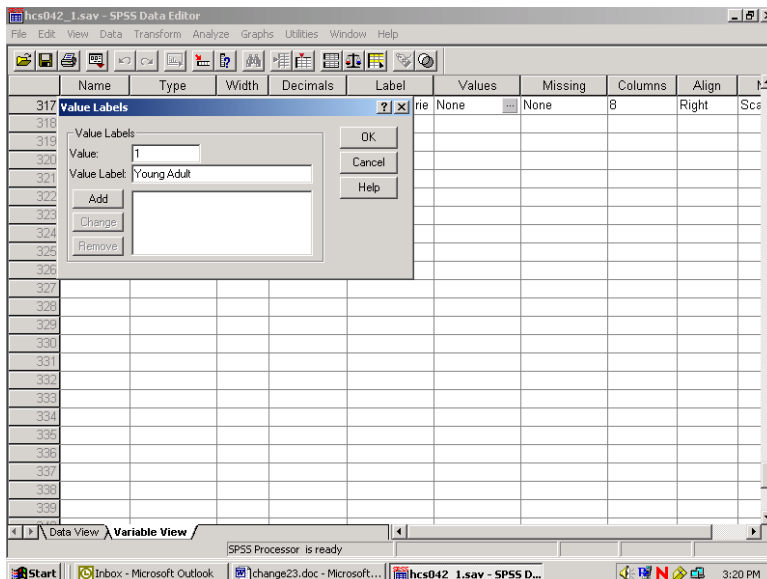 hcs042_1.sav - SPSS Data Editor
File Edit View Data Transform Analyze Graphs Utilities Window Help
Name Type Width Decimals Label Values Missing Columns Align
317 rie None ... None 8 Right Sca
Value Labels
318
Value Labels
OK
319
Value: 1
320
Cancel
Value Label: Young Adult
321
Help
322
Add
323
Change
324
325
Remove
326
327
328
329
330
331
332
333
334
335
336
337
338
339
Data View Variable View
SPSS Processor is ready
Start Inbox - Microsoft Outlook change23.doc - Microsoft... hcs042_1.sav - SPSS D... 3:20 PM